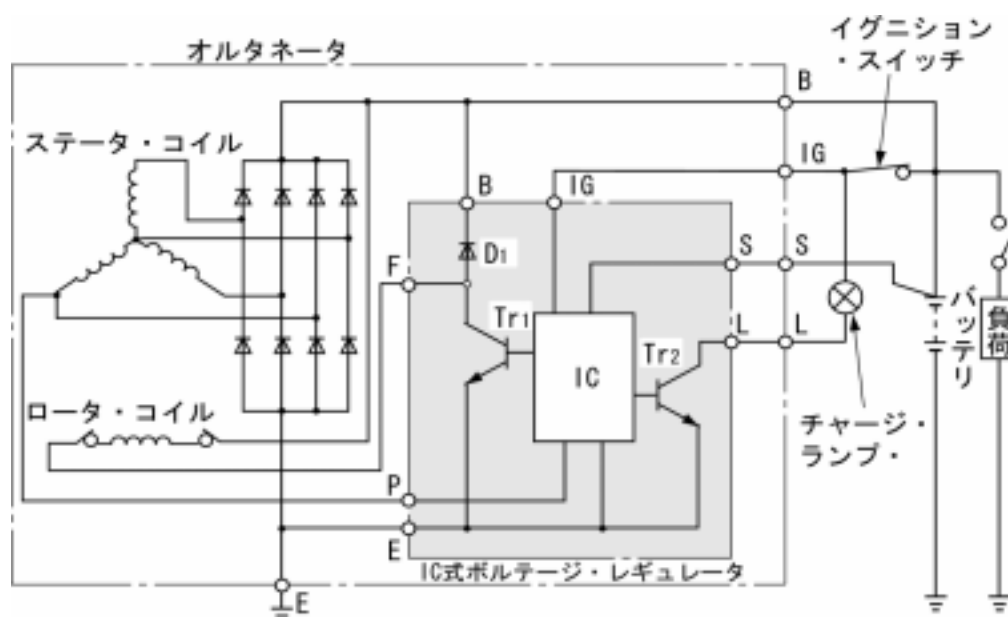 オルタネータ
イグニション
・スイッチ
B
ステータ・コイル
IG
B
IG
D1
S
S
F
Tr1
L
L
Tr2
IC
バッテリ
負荷
ロータ・コイル
チャージ・
ランプ・
P
E
IC式ボルテージ・レギュレータ
E